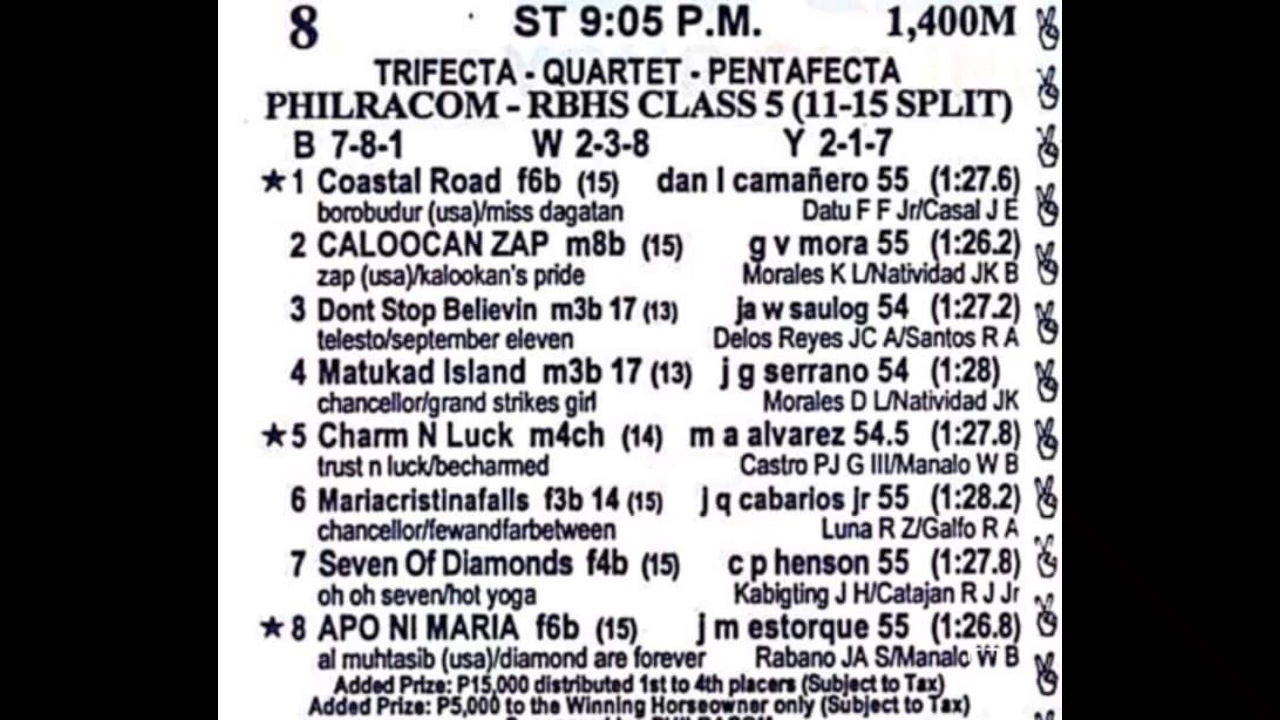 8 ST 9:05 P.M. 1,400M
TRIFECTA - QUARTET - PENTAFECTA
PHILRACOM - RBHS CLASS 5 (11-15 SPLIT)
B 7-8-1 W 2-3-8 Y 2-1-7
★ 1 Coastal Road f6b (15) dan l camañero 55 (1:27.6)
borobudur (usa)/miss dagatan Datu F F Jr/Casal J E
2 CALOOCAN ZAP m8b (15) g v mora 55 (1:26.2)
zap (usa)/kalookan's pride Morales K L/Natividad JK B
3 Dont Stop Believin m3b 17 (13) ja w saulog 54 (1:27.2)
telesto/september eleven Delos Reyes JC A/Santos R A
4 Matukad Island m3b 17 (13) j g serrano 54 (1:28)
chancellor/grand strikes girl Morales D L/Natividad JK
★ 5 Charm N Luck m4ch (14) m a alvarez 54.5 (1:27.8)
trust n luck/becharmed Castro PJ G III/Manalo W B
6 Mariacristinafalls f3b 14 (15) j q cabarios jr 55 (1:28.2)
chancellor/fewandfarbetween Luna R Z/Galfo R A
7 Seven Of Diamonds f4b (15) c p henson 55 (1:27.8)
oh oh seven/hot yoga Kabigting J H/Catajan R J Jr
★ 8 APO NI MARIA f6b (15) j m estorque 55 (1:26.8)
al muhtasib (usa)/diamond are forever Rabano JA S/Manalo W B
Added Prize: P15,000 distributed 1st to 4th placers (Subject to Tax)
Added Prize: P5,000 to the Winning Horseowner only (Subject to Tax)